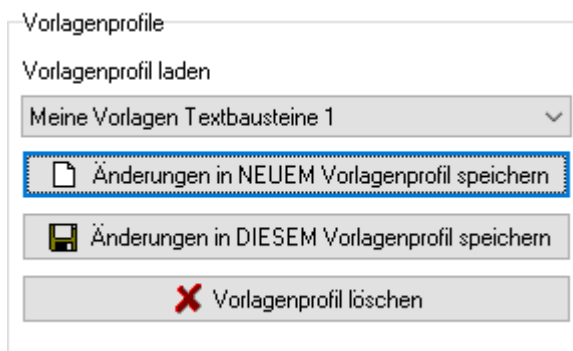 Vorlagenprofile
Vorlagenprofil laden
Meine Vorlagen Textbausteine 1
Änderungen in NEUEM Vorlagenprofil speichern
Änderungen in DIESEM Vorlagenprofil speichern
Vorlagenprofil löschen